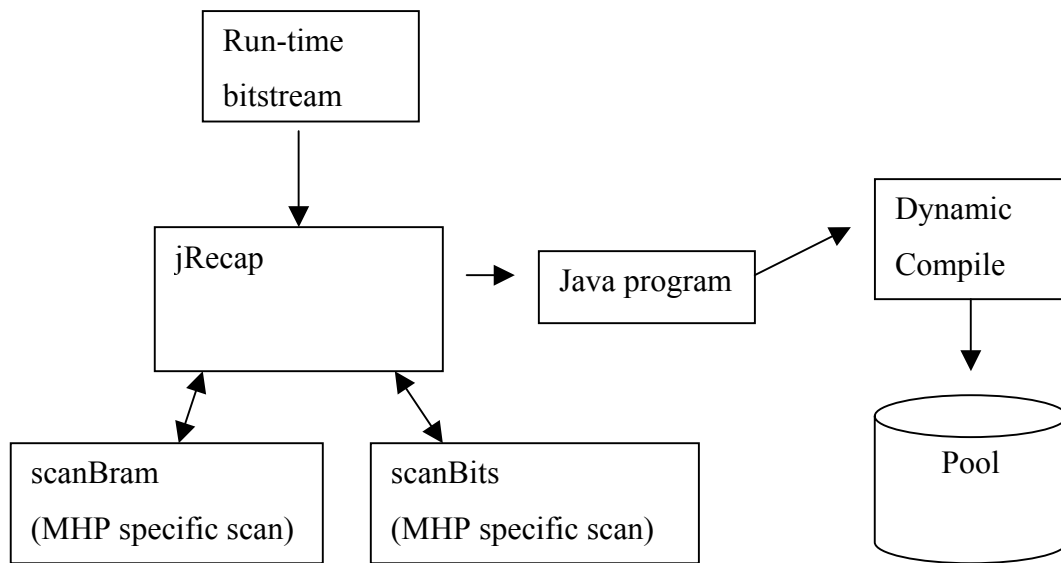 Run-time
bitstream
jRecap
Java program
Dynamic
Compile
scanBram
(MHP specific scan)
scanBits
(MHP specific scan)
Pool